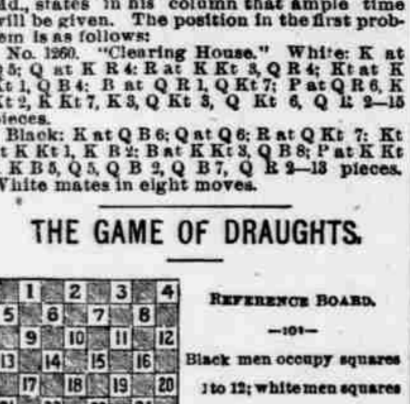 Md., states in his column that ample time
will be given. The position in the first prob-
lem is as follows:
No. 1260. "Clearing House." White: K at
5; Q at K R 4; R at K Kt 3, Q R 4; Kt at K
Kt 1, Q B 4; B at Q R 1, Q Kt 7; P at Q R 6, K
Kt 2, K Kt 7, K 3, Q Kt 3, Q Kt 6, Q R 2—15
pieces.
Black: K at Q B 6; Q at Q 6; R at Q Kt 7; Kt
at K Kt 1, K B 2; B at K Kt 3, Q B 8; P at K Kt
K B 5, Q 5, Q B 2, Q B 7, Q R 2—13 pieces.
White mates in eight moves.
THE GAME OF DRAUGHTS.
1 2 3 4
5 6 7 8
9 10 11 12
13 14 15 16
17 18 19 20
REFERENCE BOARD.
Black men occupy squares
1 to 12; white men squares